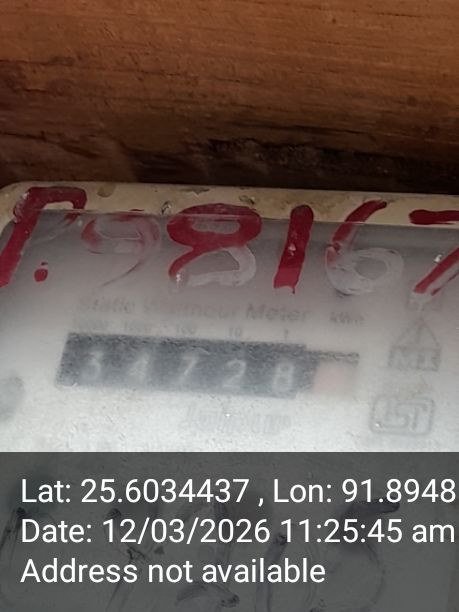 P.98167
Static Watthour Meter
10000 1000 100 10 1 kWh
34728
Lat: 25.6034437 , Lon: 91.8948
Date: 12/03/2026 11:25:45 am
Address not available